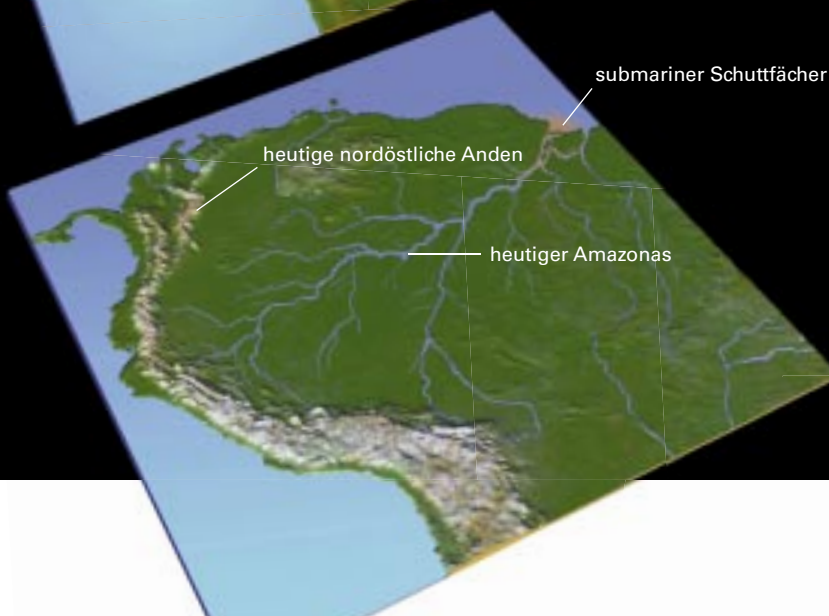 submariner Schuttfächer
heutige nordöstliche Anden
heutiger Amazonas